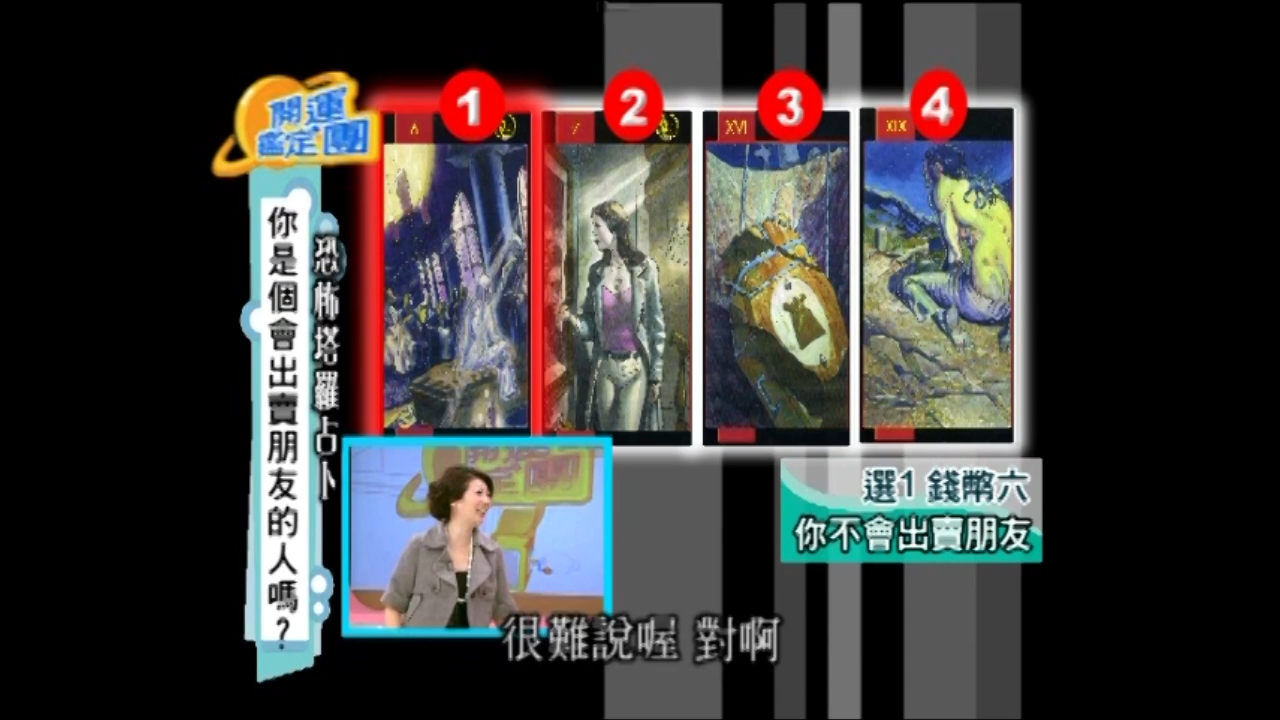 開運
鑑定團
你是個會出賣朋友的人嗎?
恐怖塔羅占卜
1
2
3
4
XVI
XIX
選1 錢幣六
你不會出賣朋友
很難說喔 對啊